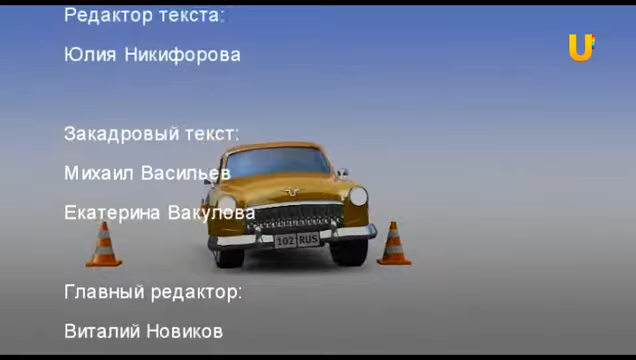 Редактор текста:
U
Юлия Никифорова
Закадровый текст:
Михаил Васильев
Екатерина Вакулова
102 RUS
Главный редактор:
Виталий Новиков